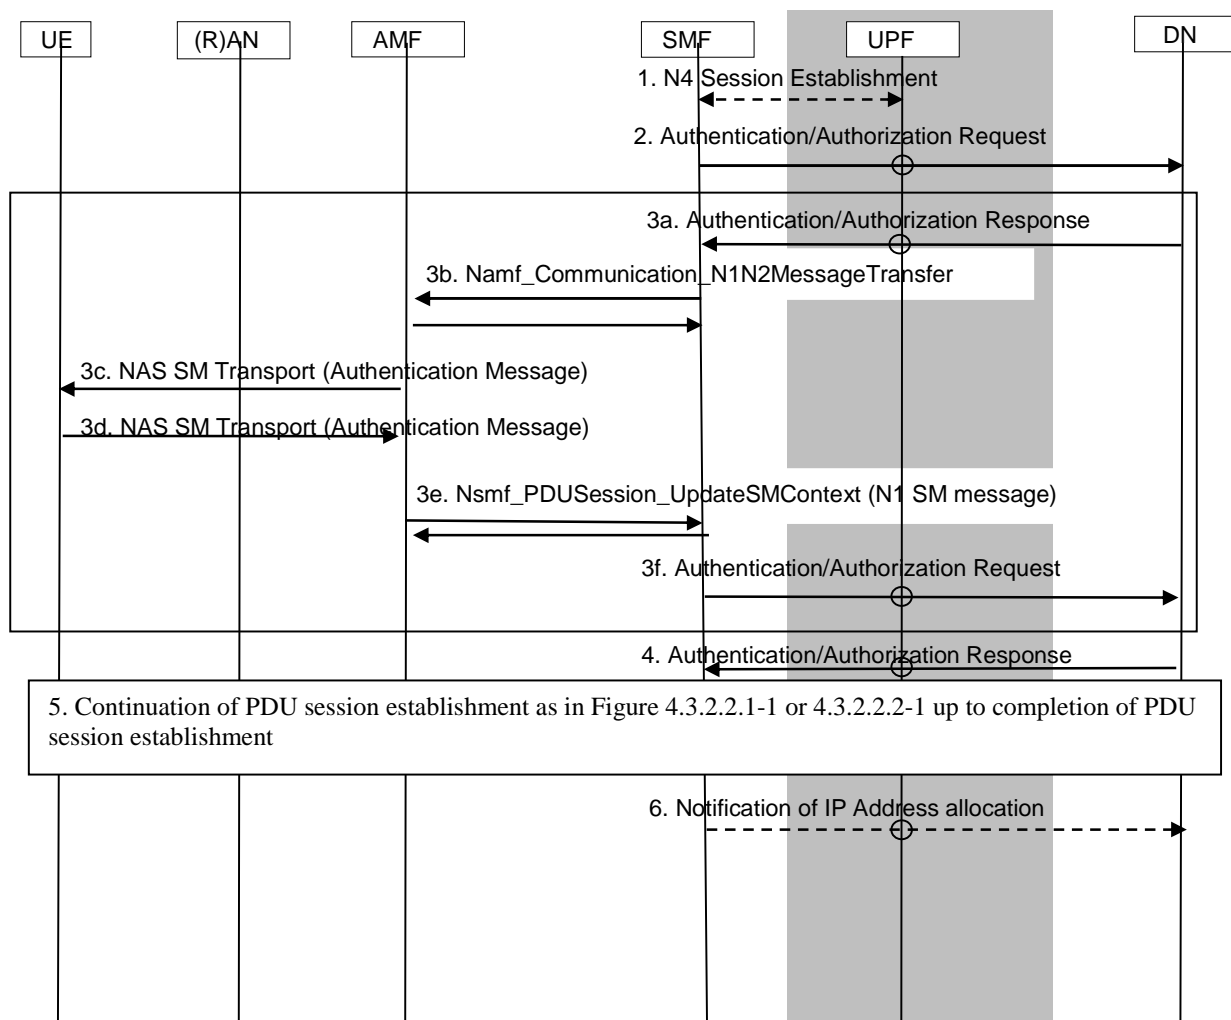 UE
(R)AN
AMF
SMF
UPF
DN
1. N4 Session Establishment
2. Authentication/Authorization Request
3a. Authentication/Authorization Response
3b. Namf_Communication_N1N2MessageTransfer
3c. NAS SM Transport (Authentication Message)
3d. NAS SM Transport (Authentication Message)
3e. Nsmf_PDUSession_UpdateSMContext (N1 SM message)
3f. Authentication/Authorization Request
4. Authentication/Authorization Response
5. Continuation of PDU session establishment as in Figure 4.3.2.2.1-1 or 4.3.2.2.2-1 up to completion of PDU
session establishment
6. Notification of IP Address allocation